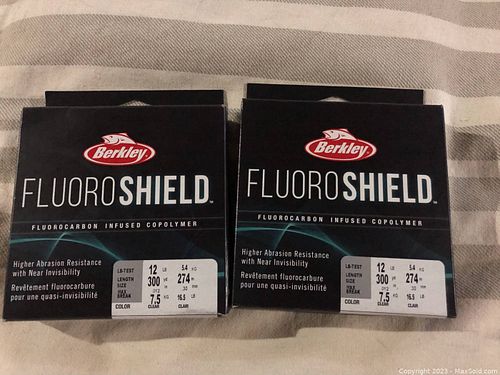 Berkley
FLUOROSHIELD™
FLUOROCARBON INFUSED COPOLYMER
Higher Abrasion Resistance
with Near Invisibility
Revêtement fluorocarbure
pour une quasi-invisibilité
LB-TEST 12 LB 5.4 KG
LENGTH 300 yd 274 m
SIZE .012 .30 mm
MAX BREAK 7.5 KG 16.5 LB
COLOR CLEAR CLAIR
Berkley
FLUOROSHIELD™
FLUOROCARBON INFUSED COPOLYMER
Higher Abrasion Resistance
with Near Invisibility
Revêtement fluorocarbure
pour une quasi-invisibilité
LB-TEST 12 LB 5.4 KG
LENGTH 300 yd 274 m
SIZE .012 .30 mm
MAX BREAK 7.5 KG 16.5 LB
COLOR CLEAR CLAIR
Copyright 2023 - MaxSold.com